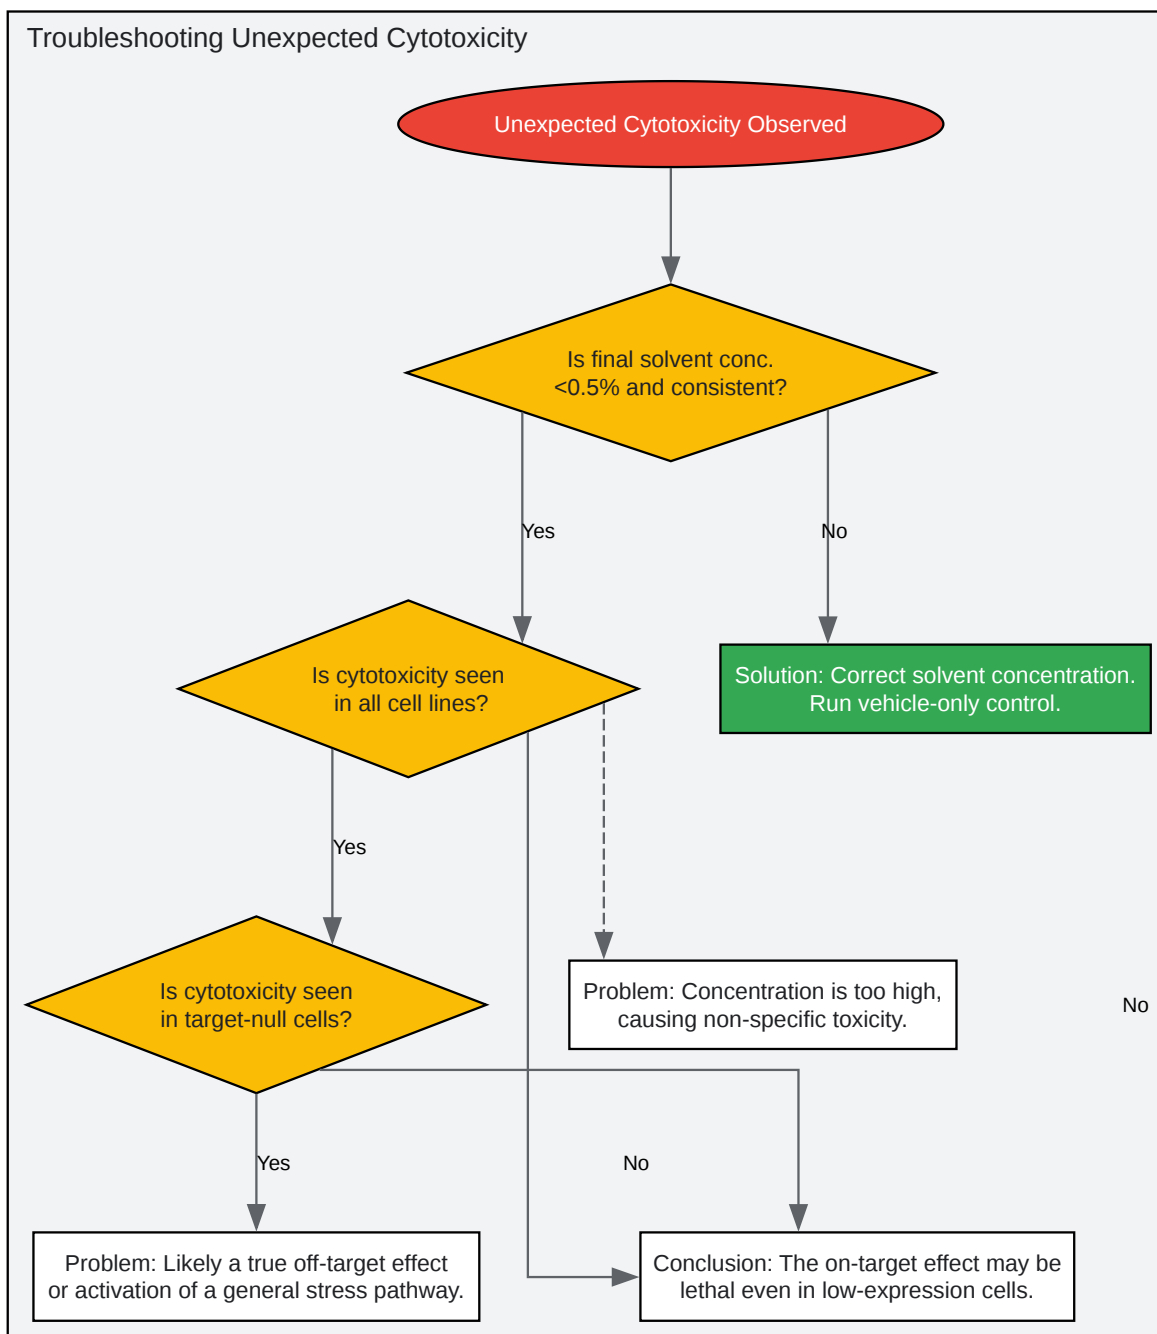 Troubleshooting Unexpected Cytotoxicity
Unexpected Cytotoxicity Observed
Is final solvent conc.
<0.5% and consistent?
Yes
No
Is cytotoxicity seen
in all cell lines?
Solution: Correct solvent concentration.
Run vehicle-only control.
Yes
Is cytotoxicity seen
in target-null cells?
Problem: Concentration is too high,
causing non-specific toxicity.
No
Yes
No
Problem: Likely a true off-target effect
or activation of a general stress pathway.
Conclusion: The on-target effect may be
lethal even in low-expression cells.